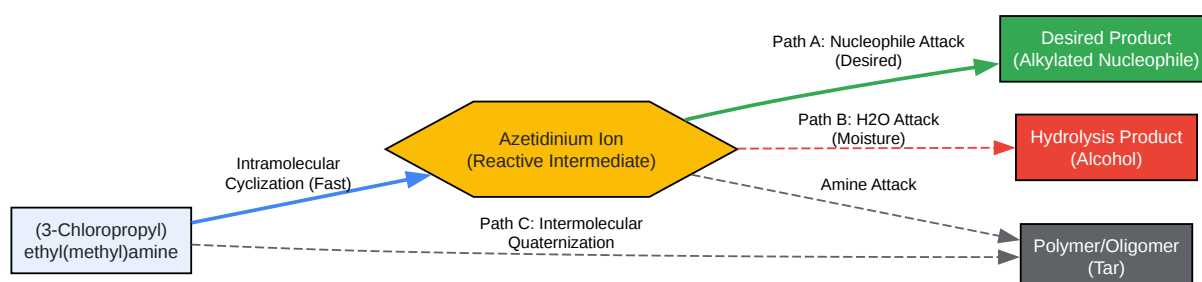 (3-Chloropropyl)
ethyl(methyl)amine
Intramolecular
Cyclization (Fast)
Azetidinium Ion
(Reactive Intermediate)
Path A: Nucleophile Attack
(Desired)
Desired Product
(Alkylated Nucleophile)
Path B: H2O Attack
(Moisture)
Hydrolysis Product
(Alcohol)
Amine Attack
Path C: Intermolecular
Quaternization
Polymer/Oligomer
(Tar)